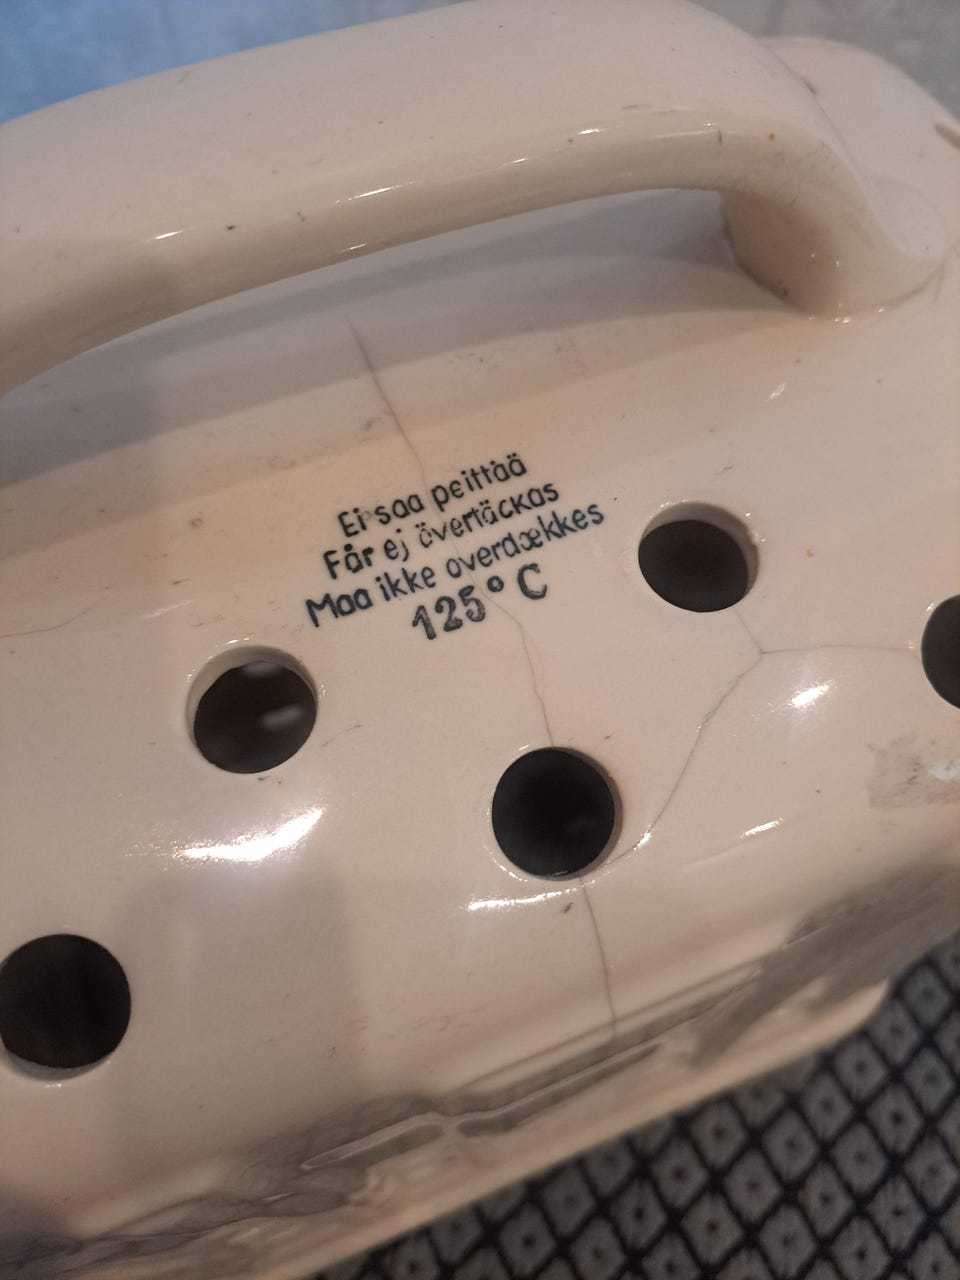 Ei saa peittää
Får ej övertäckas
Maa ikke overdækkes
125°C